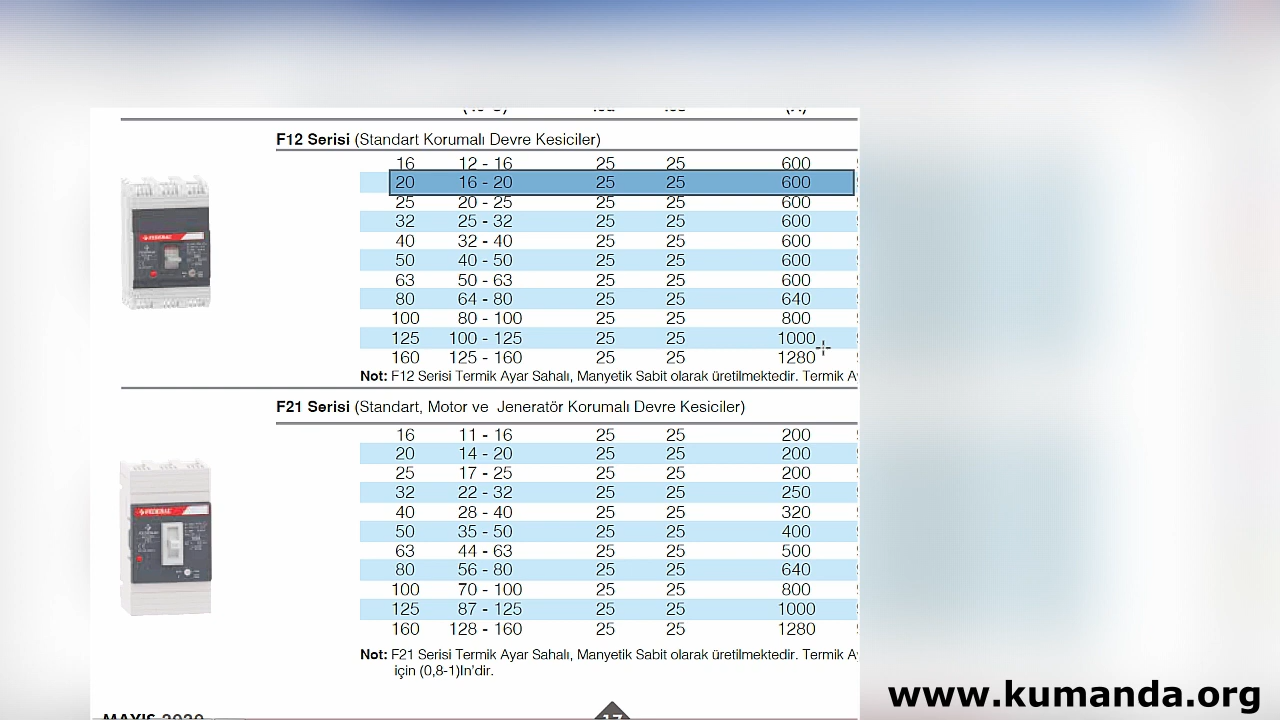 F12 Serisi (Standart Korumalı Devre Kesiciler)
16 12 - 16 25 25 600
20 16 - 20 25 25 600
25 20 - 25 25 25 600
32 25 - 32 25 25 600
40 32 - 40 25 25 600
50 40 - 50 25 25 600
63 50 - 63 25 25 600
80 64 - 80 25 25 640
100 80 - 100 25 25 800
125 100 - 125 25 25 1000
160 125 - 160 25 25 1280
Not: F12 Serisi Termik Ayar Sahalı, Manyetik Sabit olarak üretilmektedir. Termik A
FEDERAL
F21 Serisi (Standart, Motor ve Jeneratör Korumalı Devre Kesiciler)
16 11 - 16 25 25 200
20 14 - 20 25 25 200
25 17 - 25 25 25 200
32 22 - 32 25 25 250
40 28 - 40 25 25 320
50 35 - 50 25 25 400
63 44 - 63 25 25 500
80 56 - 80 25 25 640
100 70 - 100 25 25 800
125 87 - 125 25 25 1000
160 128 - 160 25 25 1280
FEDERAL
Not: F21 Serisi Termik Ayar Sahalı, Manyetik Sabit olarak üretilmektedir. Termik A
için (0,8-1)In'dir.
MAYIS 2020 17
www.kumanda.org